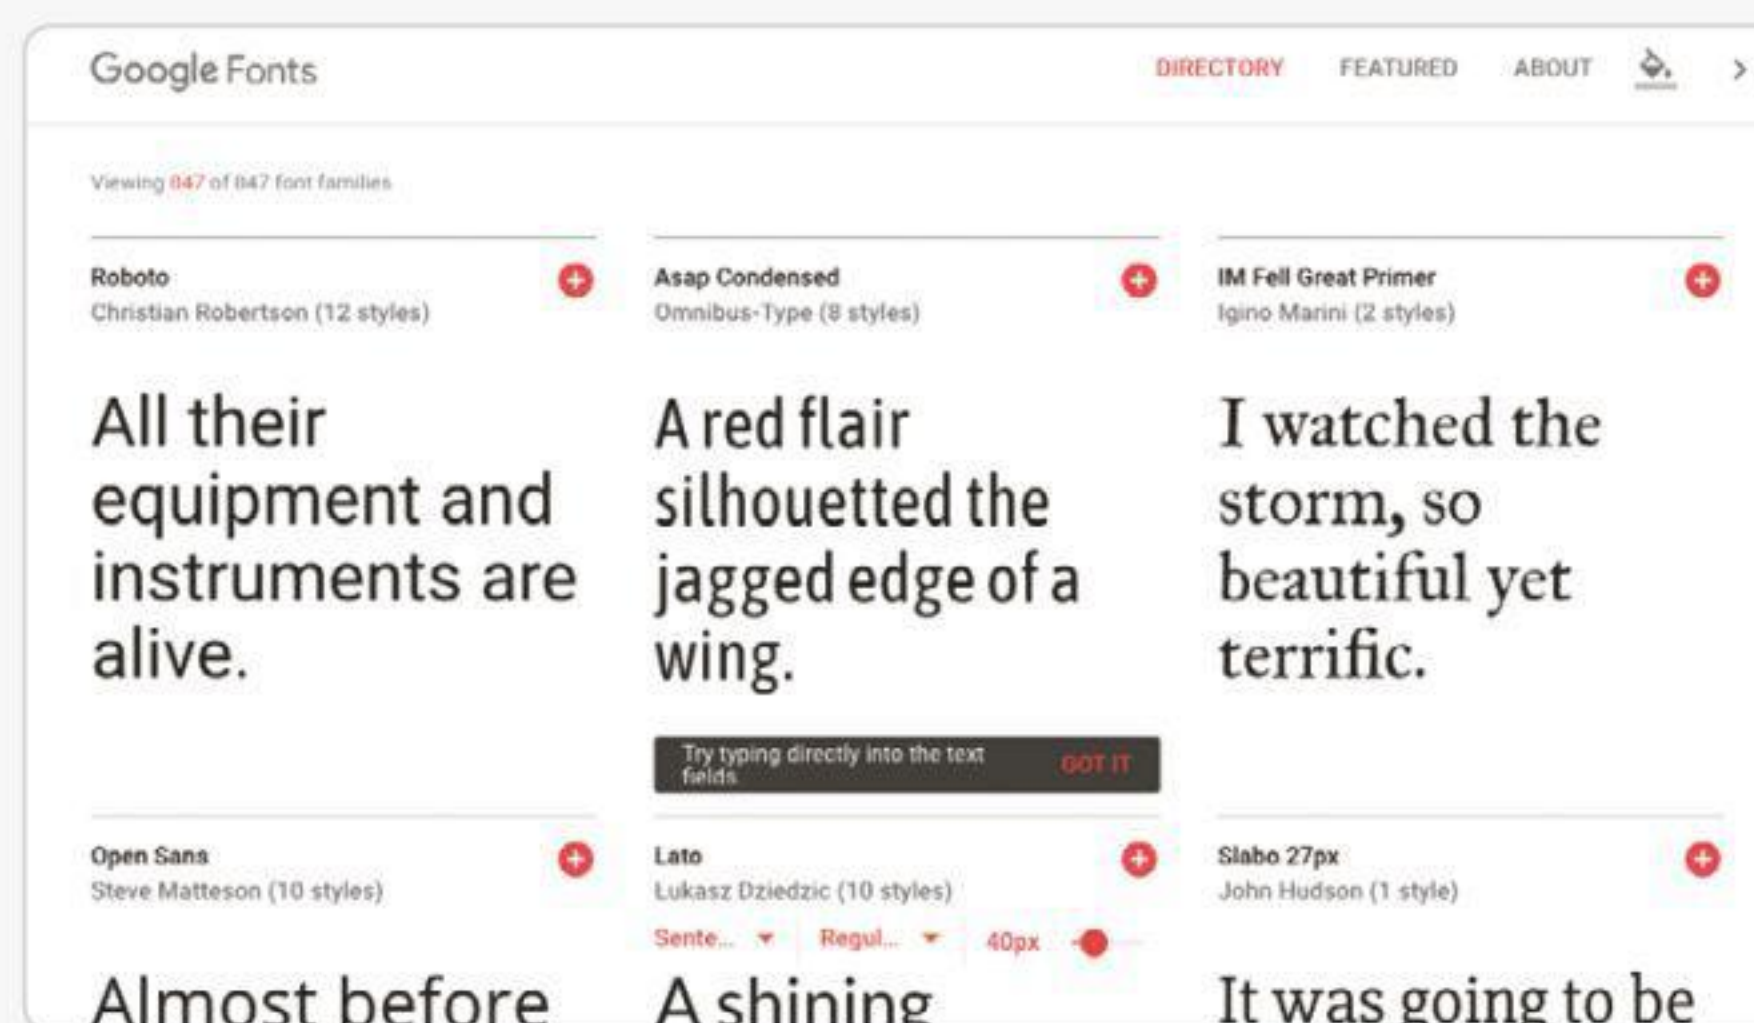 Google Fonts
DIRECTORY FEATURED ABOUT
Viewing 847 of 847 font families
Roboto
Christian Robertson (12 styles)
All their
equipment and
instruments are
alive.
Asap Condensed
Omnibus-Type (8 styles)
A red flair
silhouetted the
jagged edge of a
wing.
Try typing directly into the text
fields
GOT IT
IM Fell Great Primer
Igino Marini (2 styles)
I watched the
storm, so
beautiful yet
terrific.
Open Sans
Steve Matteson (10 styles)
Almost before
Lato
Łukasz Dziedzic (10 styles)
Sente... Regul... 40px
A shining
Slabo 27px
John Hudson (1 style)
It was going to be